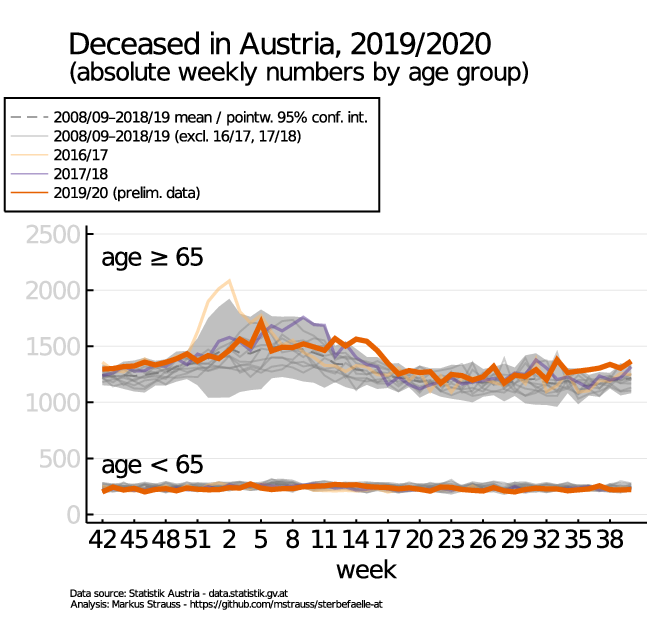 Deceased in Austria, 2019/2020
(absolute weekly numbers by age group)
2008/09–2018/19 mean / pointw. 95% conf. int.
2008/09–2018/19 (excl. 16/17, 17/18)
2016/17
2017/18
2019/20 (prelim. data)
2500
age ≥ 65
2000
1500
1000
500
age < 65
0
42 45 48 51 2 5 8 11 14 17 20 23 26 29 32 35 38
week
Data source: Statistik Austria - data.statistik.gv.at
Analysis: Markus Strauss - https://github.com/mstrauss/sterbefaelle-at